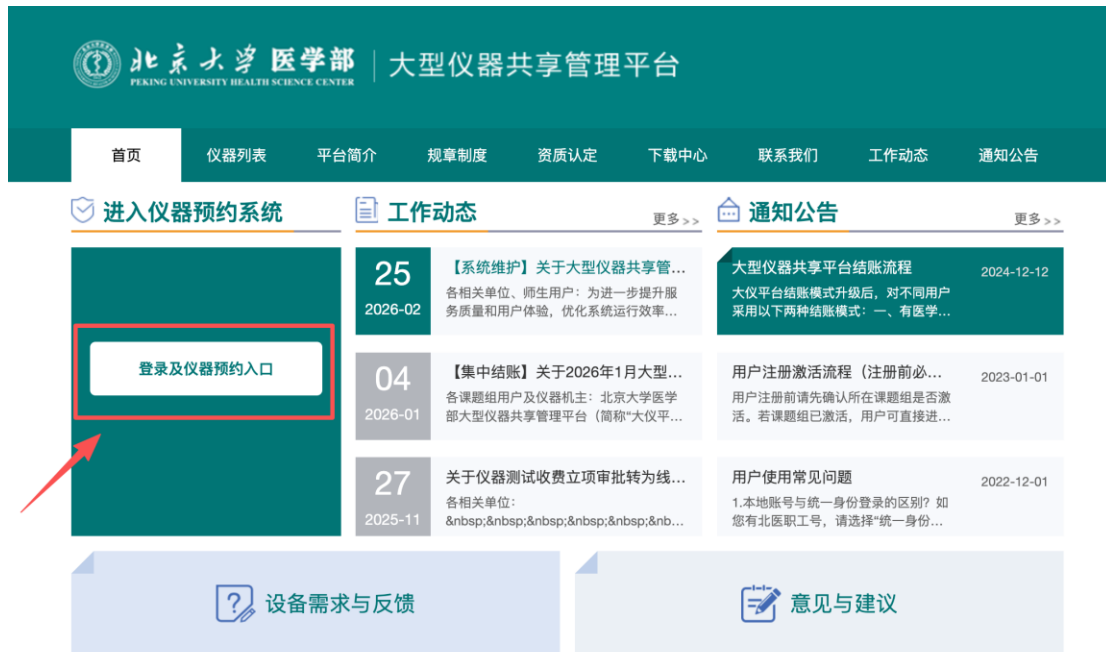 北京大学医学部
PEKING UNIVERSITY HEALTH SCIENCE CENTER
大型仪器共享管理平台
首页
仪器列表
平台简介
规章制度
资质认定
下载中心
联系我们
工作动态
通知公告
进入仪器预约系统
登录及仪器预约入口
工作动态
更多>>
25
2026-02
【系统维护】关于大型仪器共享管...
各相关单位、师生用户：为进一步提升服
务质量和用户体验，优化系统运行效率...
04
2026-01
【集中结账】关于2026年1月大型...
各课题组用户及仪器机主：北京大学医学
部大型仪器共享管理平台（简称“大仪平...
27
2025-11
关于仪器测试收费立项审批转为线...
各相关单位：
&nbsp;&nbsp;&nbsp;&nbsp;&nbsp;&nb...
通知公告
更多>>
大型仪器共享平台结账流程
2024-12-12
大仪平台结账模式升级后，对不同用户
采用以下两种结账模式：一、有医学...
用户注册激活流程（注册前必...
2023-01-01
用户注册前请先确认所在课题组是否激
活。若课题组已激活，用户可直接进...
用户使用常见问题
2022-12-01
1.本地账号与统一身份登录的区别？如
您有北医职工号，请选择“统一身份...
设备需求与反馈
意见与建议